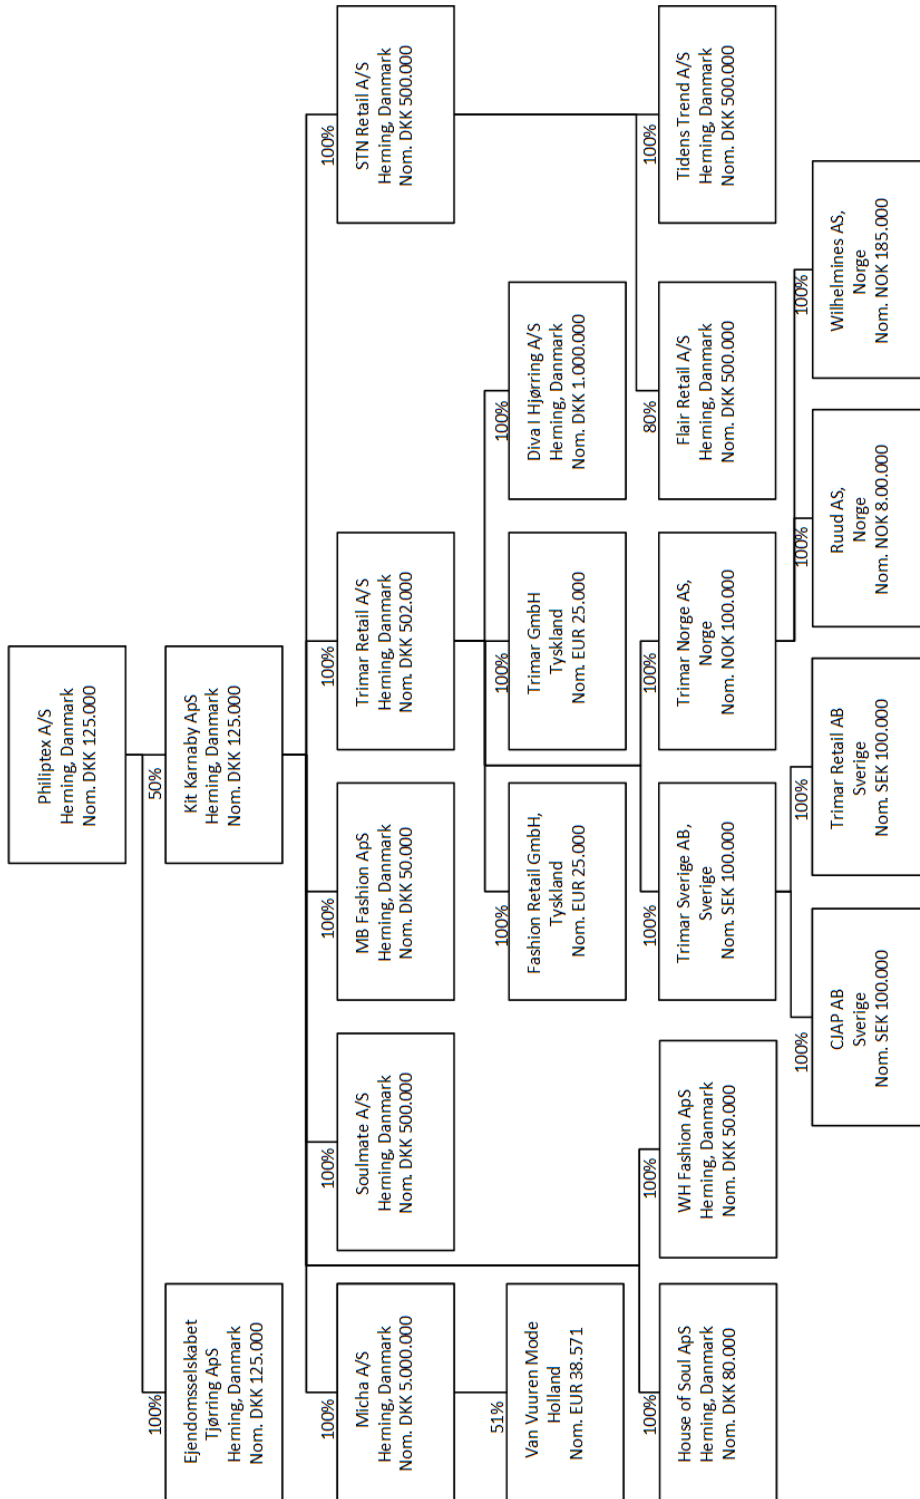 Philiptex A/S
Herning, Danmark
Nom. DKK 125.000
100%
50%
Ejendomsselskabet
Tjørring ApS
Herning, Danmark
Nom. DKK 125.000
Kit Karnaby ApS
Herning, Danmark
Nom. DKK 125.000
100%
100%
100%
100%
100%
Micha A/S
Herning, Danmark
Nom. DKK 5.000.000
Soulmate A/S
Herning, Danmark
Nom. DKK 500.000
MB Fashion ApS
Herning, Danmark
Nom. DKK 50.000
Trimar Retail A/S
Herning, Danmark
Nom. DKK 502.000
STN Retail A/S
Herning, Danmark
Nom. DKK 500.000
51%
100%
100%
100%
Van Vuuren Mode
Holland
Nom. EUR 38.571
Fashion Retail GmbH,
Tyskland
Nom. EUR 25.000
Trimar GmbH
Tyskland
Nom. EUR 25.000
Diva I Hjørring A/S
Herning, Danmark
Nom. DKK 1.000.000
100%
100%
100%
100%
80%
100%
House of Soul ApS
Herning, Danmark
Nom. DKK 80.000
WH Fashion ApS
Herning, Danmark
Nom. DKK 50.000
Trimar Sverige AB,
Sverige
Nom. SEK 100.000
Trimar Norge AS,
Norge
Nom. NOK 100.000
Flair Retail A/S
Herning, Danmark
Nom. DKK 500.000
Tidens Trend A/S
Herning, Danmark
Nom. DKK 500.000
100%
100%
100%
100%
CJAP AB
Sverige
Nom. SEK 100.000
Trimar Retail AB
Sverige
Nom. SEK 100.000
Ruud AS,
Norge
Nom. NOK 8.00.000
Wilhelmines AS,
Norge
Nom. NOK 185.000